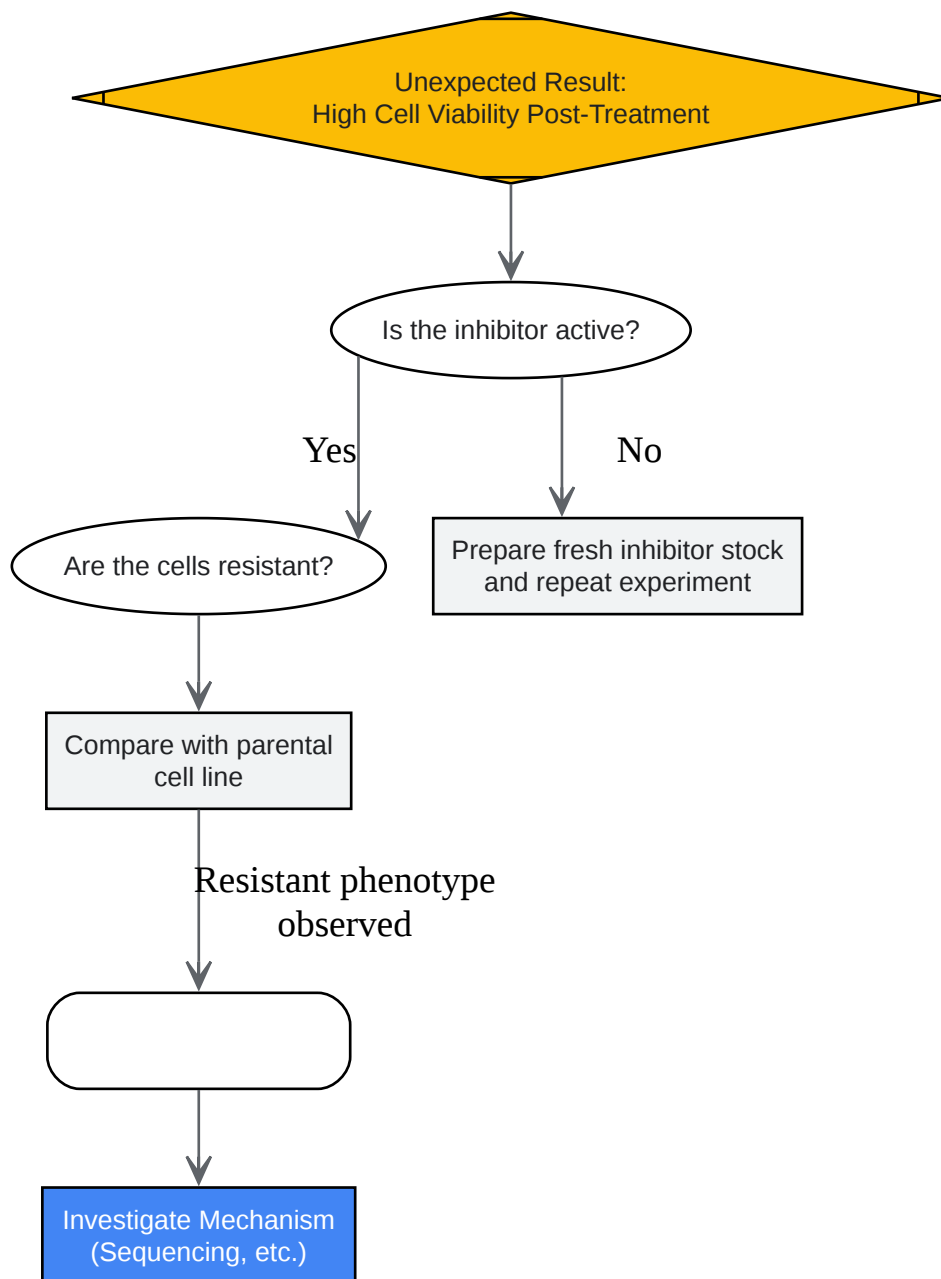 Unexpected Result:
High Cell Viability Post-Treatment
Is the inhibitor active?
Yes
No
Are the cells resistant?
Prepare fresh inhibitor stock
and repeat experiment
Compare with parental
cell line
Resistant phenotype
observed
Investigate Mechanism
(Sequencing, etc.)